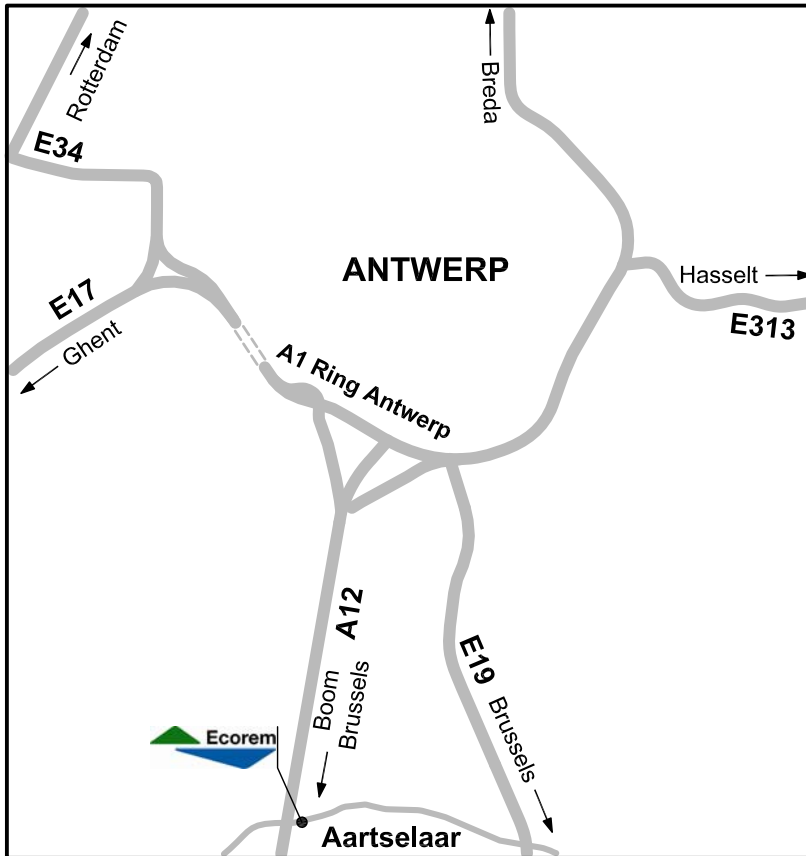 Rotterdam
Breda
E34
ANTWERP
Hasselt
E313
E17
Ghent
A1 Ring Antwerp
A12
Boom
Brussels
E19
Brussels
Ecorem
Aartselaar